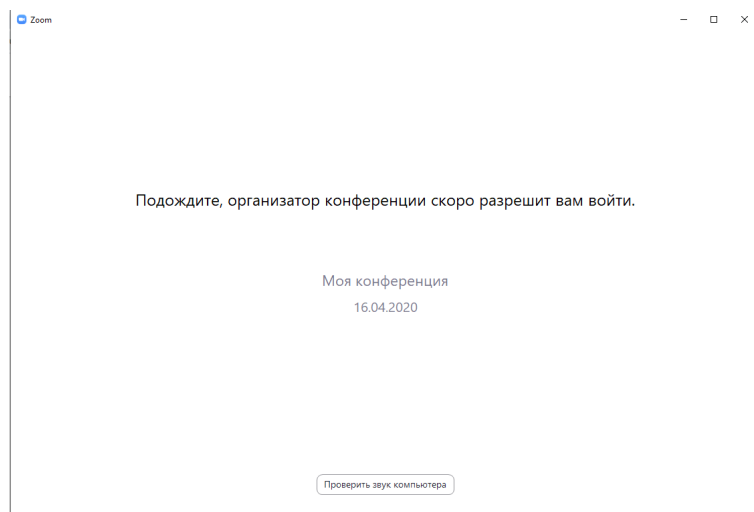 Zoom
Подождите, организатор конференции скоро разрешит вам войти.
Моя конференция
16.04.2020
Проверить звук компьютера